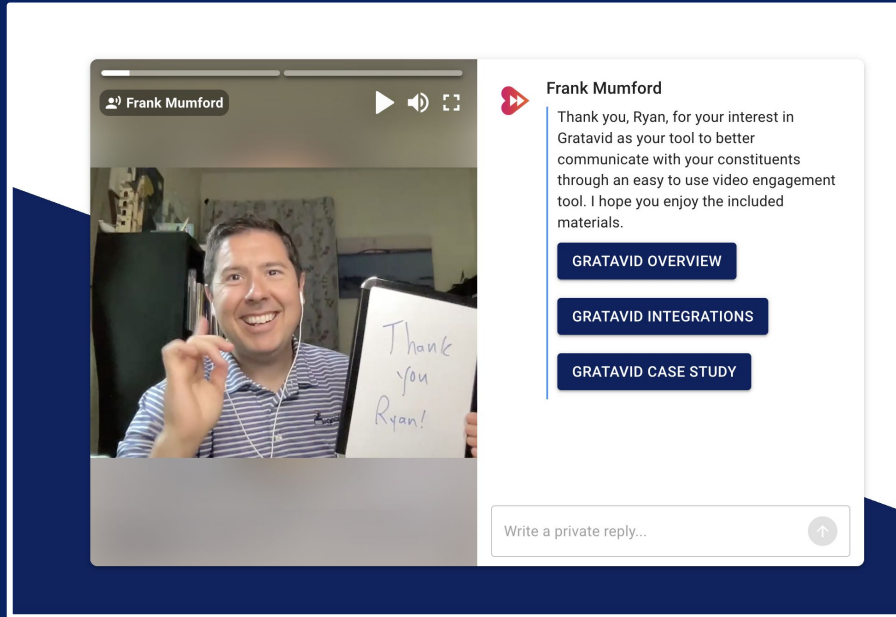 Frank Mumford
Thank
you
Ryan!
Frank Mumford
Thank you, Ryan, for your interest in
Gratavid as your tool to better
communicate with your constituents
through an easy to use video engagement
tool. I hope you enjoy the included
materials.
GRATAVID OVERVIEW
GRATAVID INTEGRATIONS
GRATAVID CASE STUDY
Write a private reply...